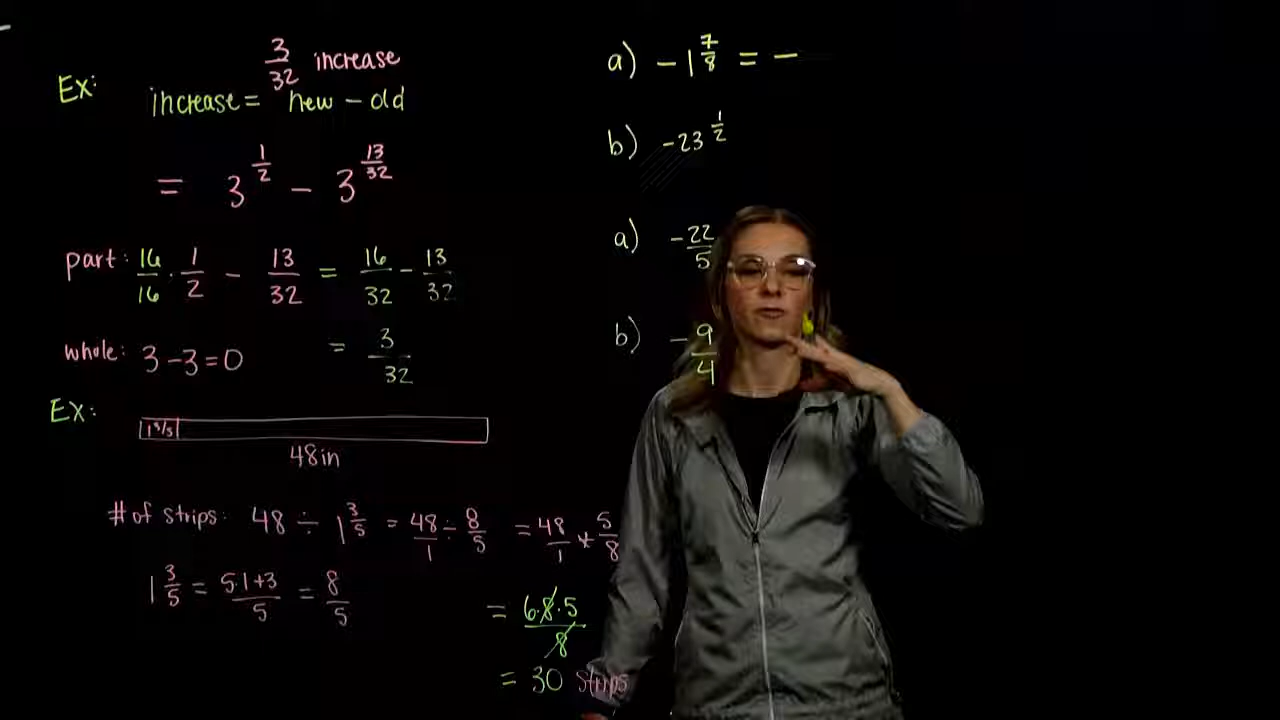 Ex:
3/32 increase
increase = new - old
= 3 1/2 - 3 13/32
part: 16/16 · 1/2 - 13/32 = 16/32 - 13/32
whole: 3 - 3 = 0
= 3/32
Ex:
1 3/5
48in
# of strips: 48 ÷ 1 3/5 = 48/1 ÷ 8/5 = 48/1 * 5/8
1 3/5 = 5·1+3/5 = 8/5
= 6·8·5/8
= 30 strips
a) -1 7/8 = -
b) -23 1/2
a) -22/5
b) -9/4